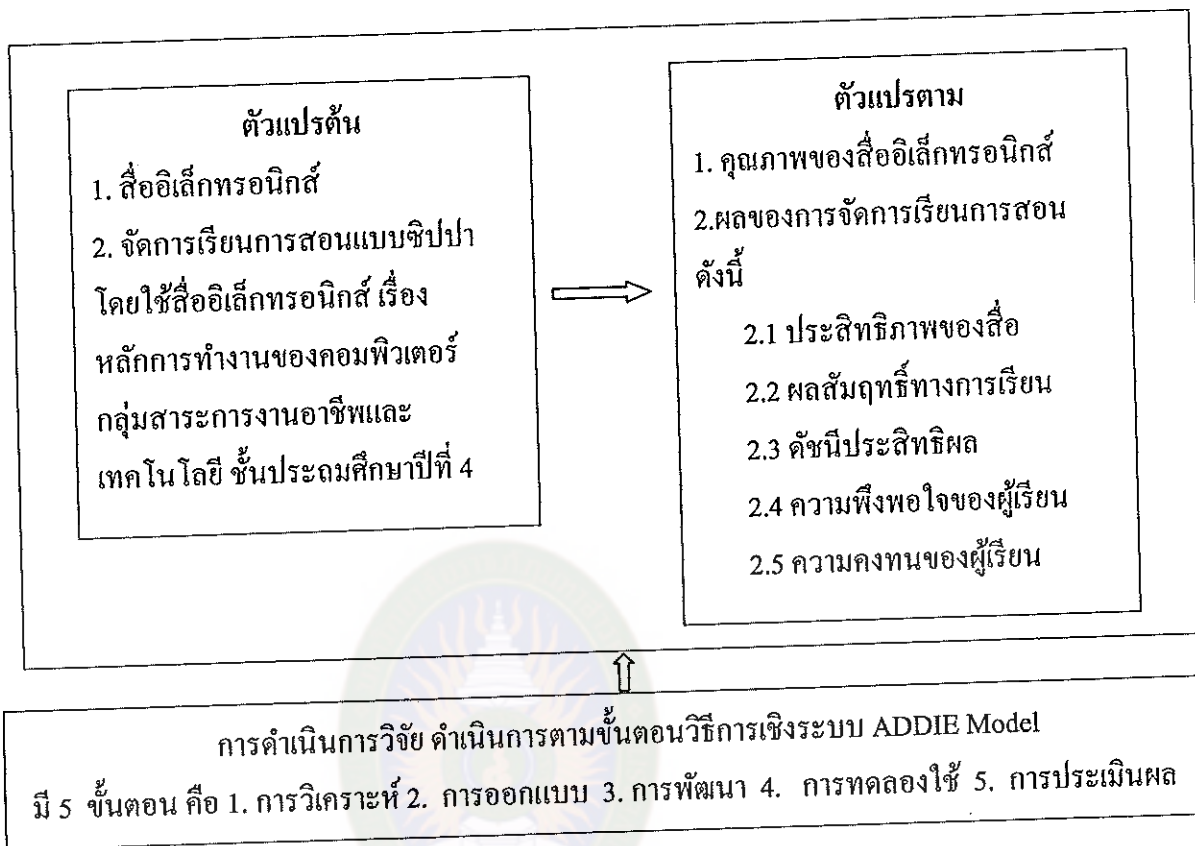 ตัวแปรต้น
1. สื่ออิเล็กทรอนิกส์
2. จัดการเรียนการสอนแบบซิปปา
โดยใช้สื่ออิเล็กทรอนิกส์ เรื่อง
หลักการทำงานของคอมพิวเตอร์
กลุ่มสาระการงานอาชีพและ
เทคโนโลยี ชั้นประถมศึกษาปีที่ 4
ตัวแปรตาม
1. คุณภาพของสื่ออิเล็กทรอนิกส์
2.ผลของการจัดการเรียนการสอน
ดังนี้
2.1 ประสิทธิภาพของสื่อ
2.2 ผลสัมฤทธิ์ทางการเรียน
2.3 ดัชนีประสิทธิผล
2.4 ความพึงพอใจของผู้เรียน
2.5 ความคงทนของผู้เรียน
การดำเนินการวิจัย ดำเนินการตามขั้นตอนวิธีการเชิงระบบ ADDIE Model
มี 5 ขั้นตอน คือ 1. การวิเคราะห์ 2. การออกแบบ 3. การพัฒนา 4. การทดลองใช้ 5. การประเมินผล